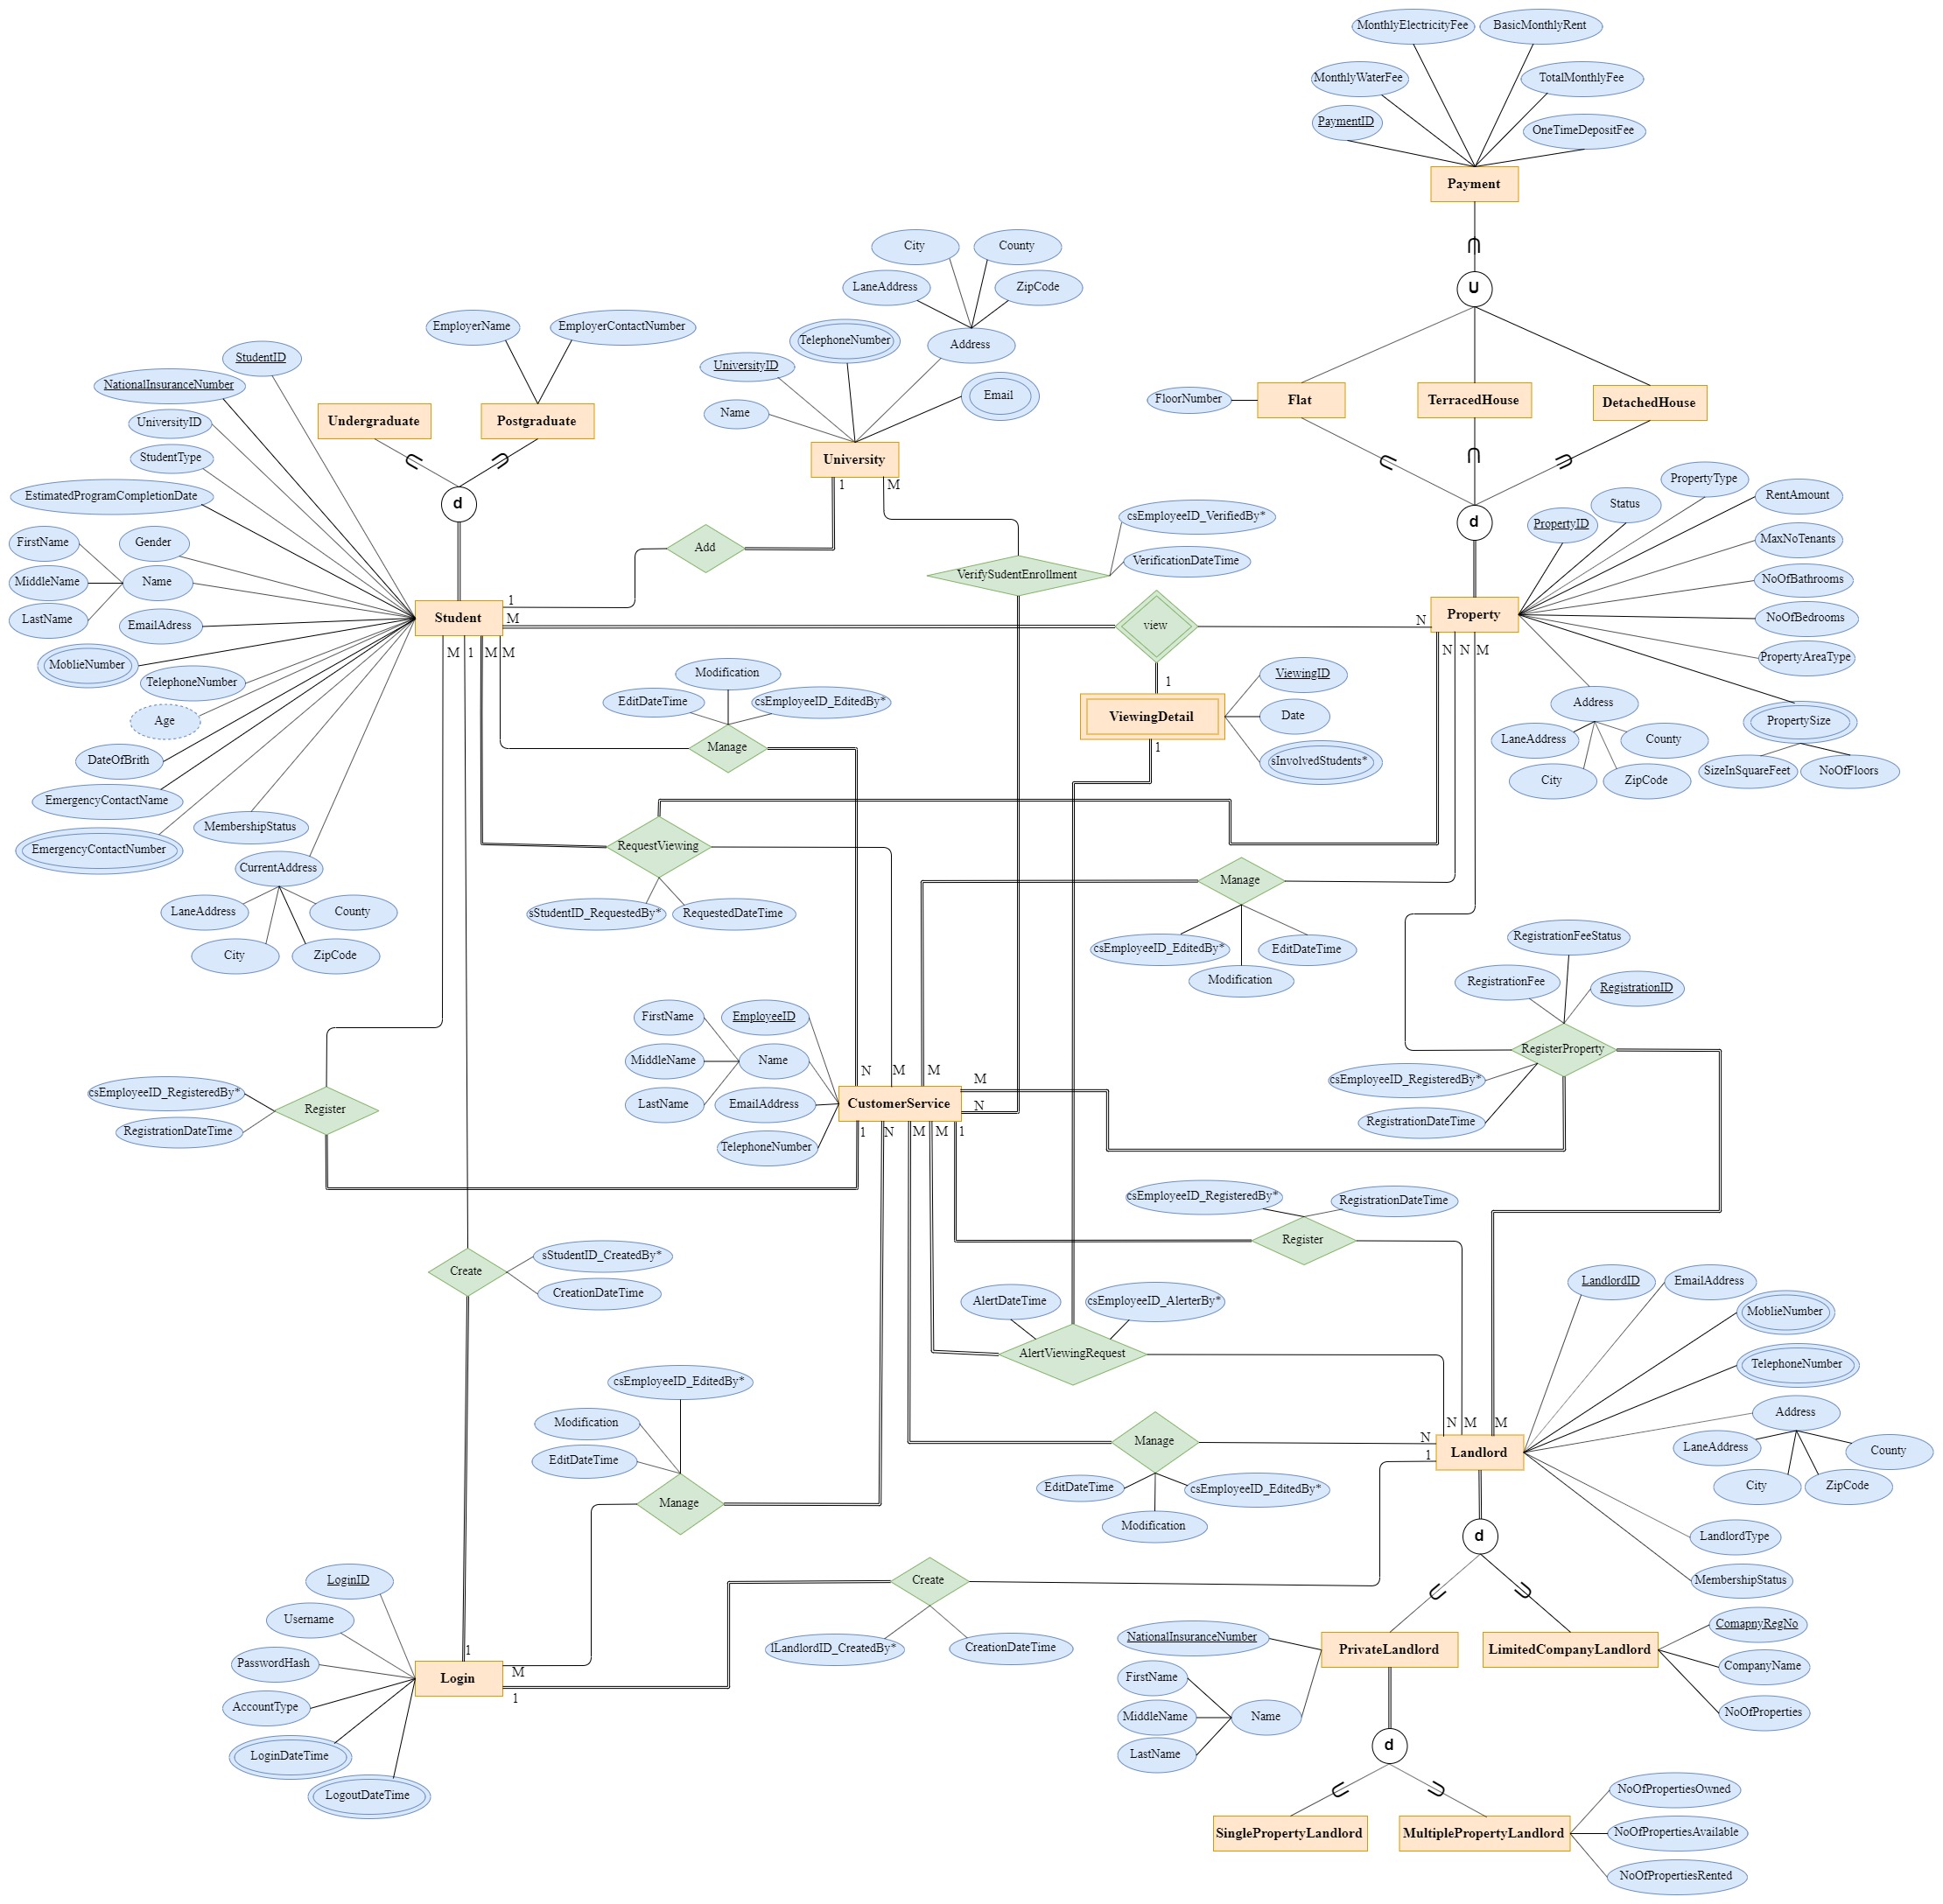 MonthlyElectricityFee
BasicMonthlyRent
MonthlyWaterFee
TotalMonthlyFee
PaymentID
OneTimeDepositFee
Payment
U
U
City
County
LaneAddress
ZipCode
EmployerName
EmployerContactNumber
TelephoneNumber
Address
StudentID
UniversityID
NationalInsuranceNumber
Email
Name
FloorNumber
Flat
TerracedHouse
DetachedHouse
UniversityID
Undergraduate
Postgraduate
University
StudentType
U
U
U
U
U
1
M
PropertyType
EstimatedProgramCompletionDate
d
Status
RentAmount
csEmployeeID_VerifiedBy*
d
PropertyID
FirstName
Gender
Add
MaxNoTenants
VerifySudentEnrollment
VerificationDateTime
MiddleName
Name
NoOfBathrooms
1
Student
M
LastName
EmailAdress
view
N
Property
NoOfBedrooms
M
1
M
M
N
N
M
PropertyAreaType
MoblieNumber
Modification
1
ViewingID
TelephoneNumber
EditDateTime
csEmployeeID_EditedBy*
Address
Age
ViewingDetail
Date
PropertySize
Manage
1
LaneAddress
County
DateOfBrith
sInvolvedStudents*
SizeInSquareFeet
NoOfFloors
EmergencyContactName
City
ZipCode
MembershipStatus
EmergencyContactNumber
RequestViewing
CurrentAddress
Manage
LaneAddress
County
sStudentID_RequestedBy*
RequestedDateTime
RegistrationFeeStatus
City
ZipCode
csEmployeeID_EditedBy*
EditDateTime
Modification
RegistrationFee
RegistrationID
FirstName
EmployeeID
RegisterProperty
MiddleName
Name
N
M
M
M
csEmployeeID_RegisteredBy*
csEmployeeID_RegisteredBy*
LastName
EmailAddress
CustomerService
N
Register
RegistrationDateTime
RegistrationDateTime
TelephoneNumber
1
N
M
M
1
csEmployeeID_RegisteredBy*
RegistrationDateTime
Register
sStudentID_CreatedBy*
Create
CreationDateTime
LandlordID
EmailAddress
AlertDateTime
csEmployeeID_AlerterBy*
MoblieNumber
AlertViewingRequest
TelephoneNumber
csEmployeeID_EditedBy*
Address
Modification
N
M
M
Manage
N
1
Landlord
LaneAddress
County
EditDateTime
EditDateTime
csEmployeeID_EditedBy*
City
ZipCode
Manage
Modification
d
LandlordType
LoginID
Create
U
U
MembershipStatus
Username
ComapnyRegNo
NationalInsuranceNumber
PrivateLandlord
LimitedCompanyLandlord
lLandlordID_CreatedBy*
CreationDateTime
1
PasswordHash
Login
M
FirstName
CompanyName
1
AccountType
MiddleName
Name
NoOfProperties
LoginDateTime
LastName
d
LogoutDateTime
U
U
NoOfPropertiesOwned
SinglePropertyLandlord
MultiplePropertyLandlord
NoOfPropertiesAvailable
NoOfPropertiesRented